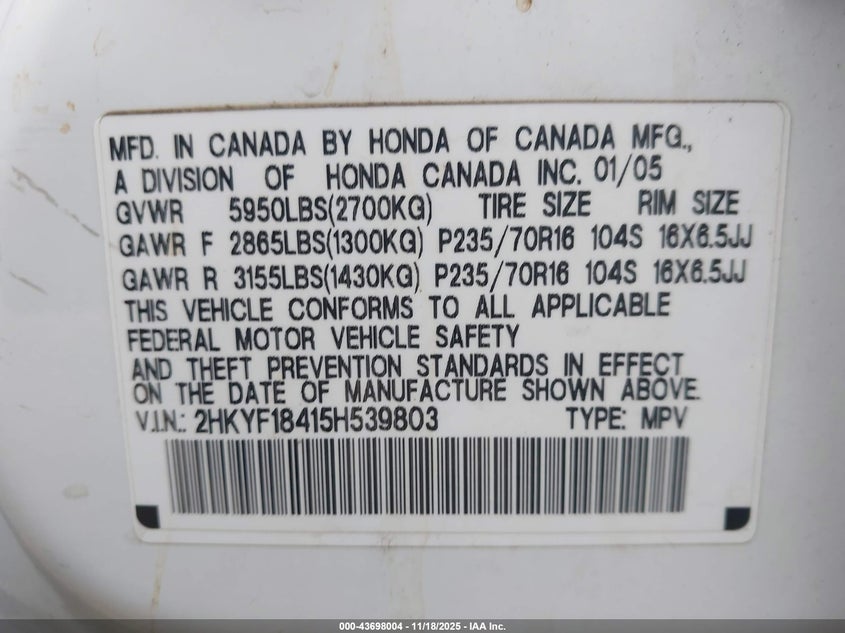 MFD. IN CANADA BY HONDA OF CANADA MFG.,
A DIVISION OF HONDA CANADA INC. 01/05
GVWR 5950LBS(2700KG) TIRE SIZE RIM SIZE
GAWR F 2865LBS(1300KG) P235/70R16 104S 16X6.5JJ
GAWR R 3155LBS(1430KG) P235/70R16 104S 16X6.5JJ
THIS VEHICLE CONFORMS TO ALL APPLICABLE
FEDERAL MOTOR VEHICLE SAFETY
AND THEFT PREVENTION STANDARDS IN EFFECT
ON THE DATE OF MANUFACTURE SHOWN ABOVE.
V.I.N.: 2HKYF18415H539803 TYPE: MPV
000-43698004 - 11/18/2025 - IAA Inc.